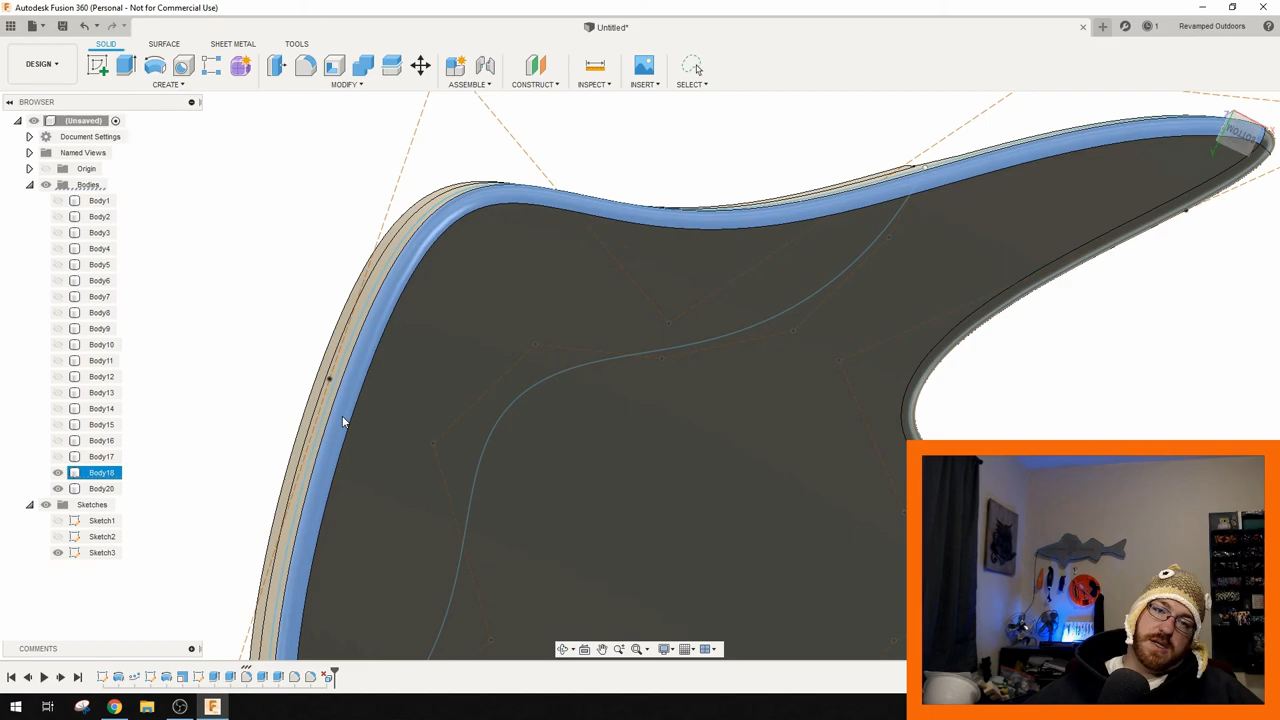 Autodesk Fusion 360 (Personal - Not for Commercial Use)
Untitled*
1
Revamped Outdoors
DESIGN
SOLID
SURFACE
SHEET METAL
TOOLS
CREATE
MODIFY
ASSEMBLE
CONSTRUCT
INSPECT
INSERT
SELECT
BROWSER
(Unsaved)
Document Settings
Named Views
Origin
Bodies
Body1
Body2
Body3
Body4
Body5
Body6
Body7
Body8
Body9
Body10
Body11
Body12
Body13
Body14
Body15
Body16
Body17
Body18
Body20
Sketches
Sketch1
Sketch2
Sketch3
BOTTOM
COMMENTS